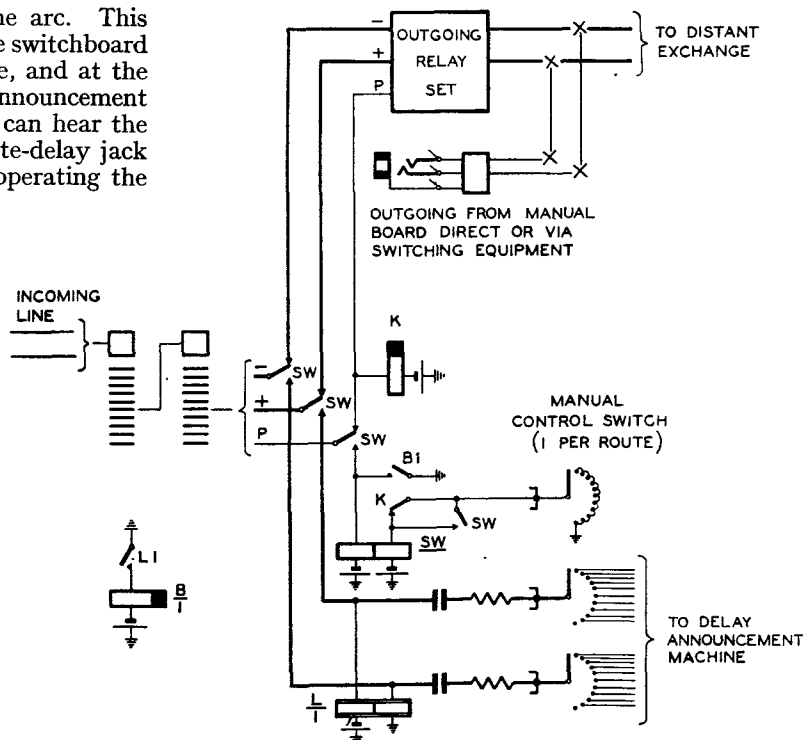 ne arc. This
e switchboard
e, and at the
nnouncement
can hear the
te-delay jack
operating the
−
+
P
OUTGOING
RELAY
SET
TO DISTANT
EXCHANGE
OUTGOING FROM MANUAL
BOARD DIRECT OR VIA
SWITCHING EQUIPMENT
INCOMING
LINE
K
−
SW
+
SW
P
SW
MANUAL
CONTROL SWITCH
(1 PER ROUTE)
B1
K
SW
SW
L1
B
1
TO DELAY
ANNOUNCEMENT
MACHINE
L
1